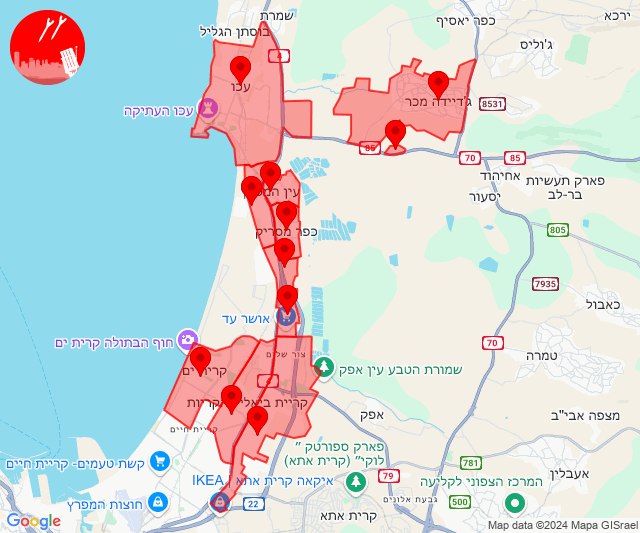 שמרת
בוסתן הגליל
כפר יאסיף
ירכא
ג'וליס
עכו
4
ג'דיידה מכר
8531
עכו העתיקה
85
70
85
אחיהוד
פארק תעשיות
בר-לב
יסעור
עין המפרץ
כפר מסריק
805
7935
כאבול
אושר עד
70
חוף הבתולה קרית ים
צור שלום
טמרה
שמורת הטבע עין אפק
קרית ים
קריית ביאליק
קריות
אפק
מצפה אבי"ב
קריית חיים
קשת טעמים- קריית חיים
פארק ספורטק "
לוקי" (קרית אתא)
781
79
אעבלין
איקאה קרית אתא | IKEA
המרכז הצפוני לקליעה
גבעת אלונים
500
חוצות המפרץ
22
קרית אתא
Google
Map data ©2024 Mapa GISrael